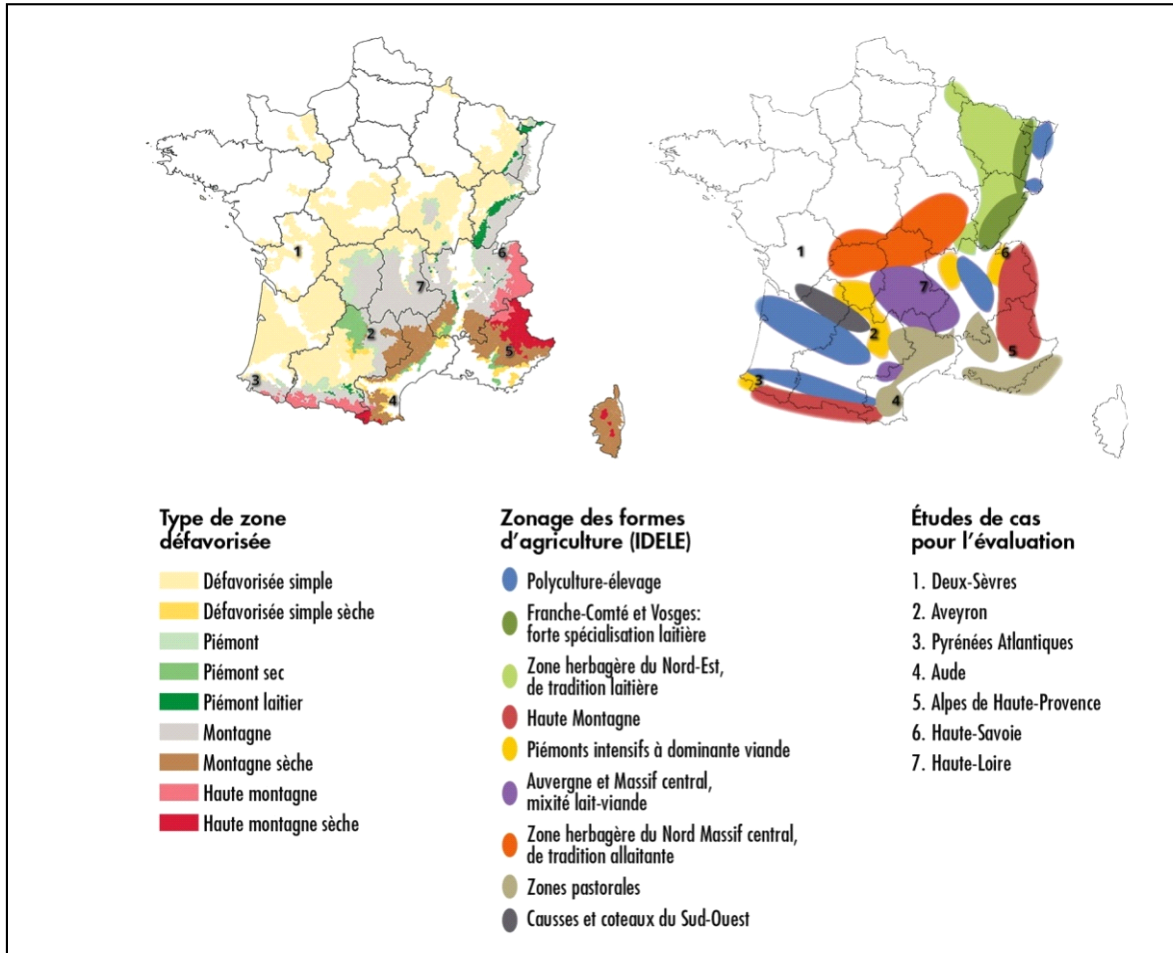 1
2
3
4
5
6
7
1
2
3
4
5
6
7
Type de zone
défavorisée
Défavorisée simple
Défavorisée simple sèche
Piémont
Piémont sec
Piémont laitier
Montagne
Montagne sèche
Haute montagne
Haute montagne sèche
Zonage des formes
d'agriculture (IDELE)
Polyculture-élevage
Franche-Comté et Vosges:
forte spécialisation laitière
Zone herbagère du Nord-Est,
de tradition laitière
Haute Montagne
Piémonts intensifs à dominante viande
Auvergne et Massif central,
mixité lait-viande
Zone herbagère du Nord Massif central,
de tradition allaitante
Zones pastorales
Causses et coteaux du Sud-Ouest
Études de cas
pour l'évaluation
1. Deux-Sèvres
2. Aveyron
3. Pyrénées Atlantiques
4. Aude
5. Alpes de Haute-Provence
6. Haute-Savoie
7. Haute-Loire